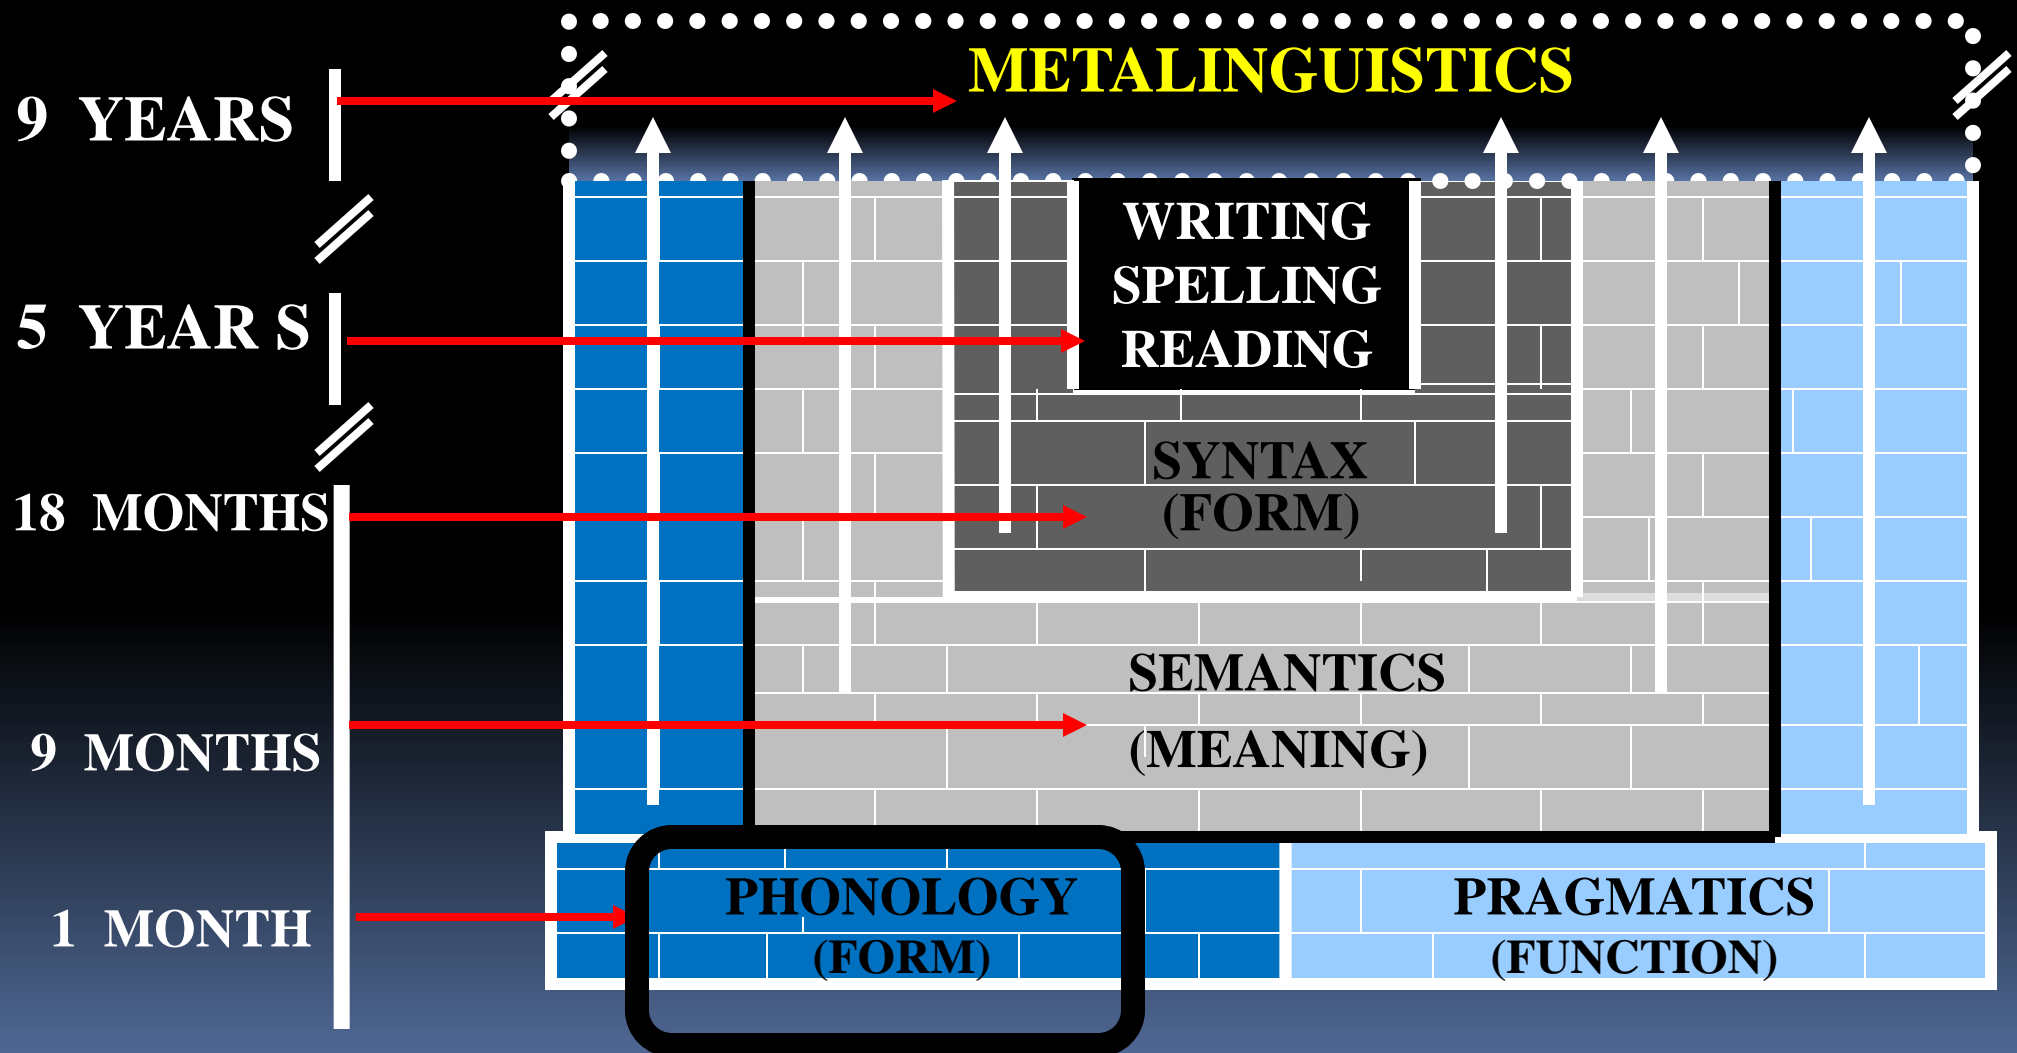 METALINGUISTICS
9 YEARS
WRITING
SPELLING
READING
5 YEAR S
SYNTAX
(FORM)
18 MONTHS
SEMANTICS
(MEANING)
9 MONTHS
PHONOLOGY
(FORM)
PRAGMATICS
(FUNCTION)
1 MONTH